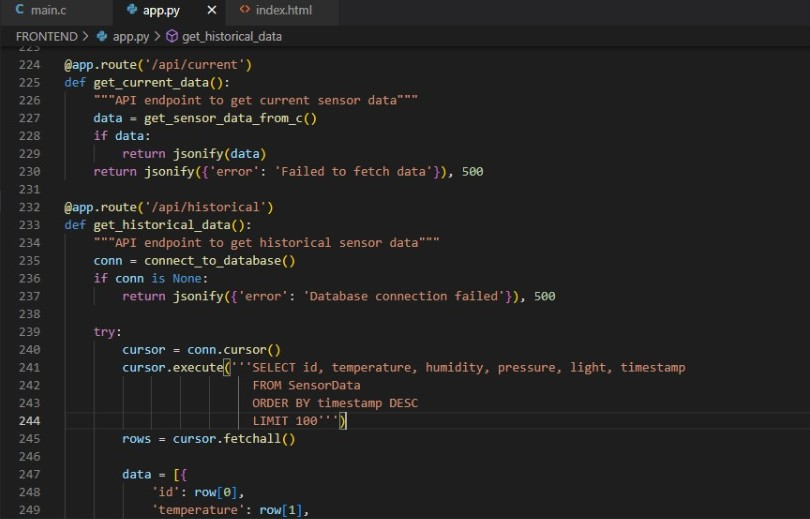 main.c app.py × index.html
FRONTEND > app.py > get_historical_data
223
224 @app.route('/api/current')
225 def get_current_data():
226     """API endpoint to get current sensor data"""
227     data = get_sensor_data_from_c()
228     if data:
229         return jsonify(data)
230     return jsonify({'error': 'Failed to fetch data'}), 500
231
232 @app.route('/api/historical')
233 def get_historical_data():
234     """API endpoint to get historical sensor data"""
235     conn = connect_to_database()
236     if conn is None:
237         return jsonify({'error': 'Database connection failed'}), 500
238
239     try:
240         cursor = conn.cursor()
241         cursor.execute('''SELECT id, temperature, humidity, pressure, light, timestamp
242                           FROM SensorData
243                           ORDER BY timestamp DESC
244                           LIMIT 100''')
245         rows = cursor.fetchall()
246
247         data = [{
248             'id': row[0],
249             'temperature': row[1],